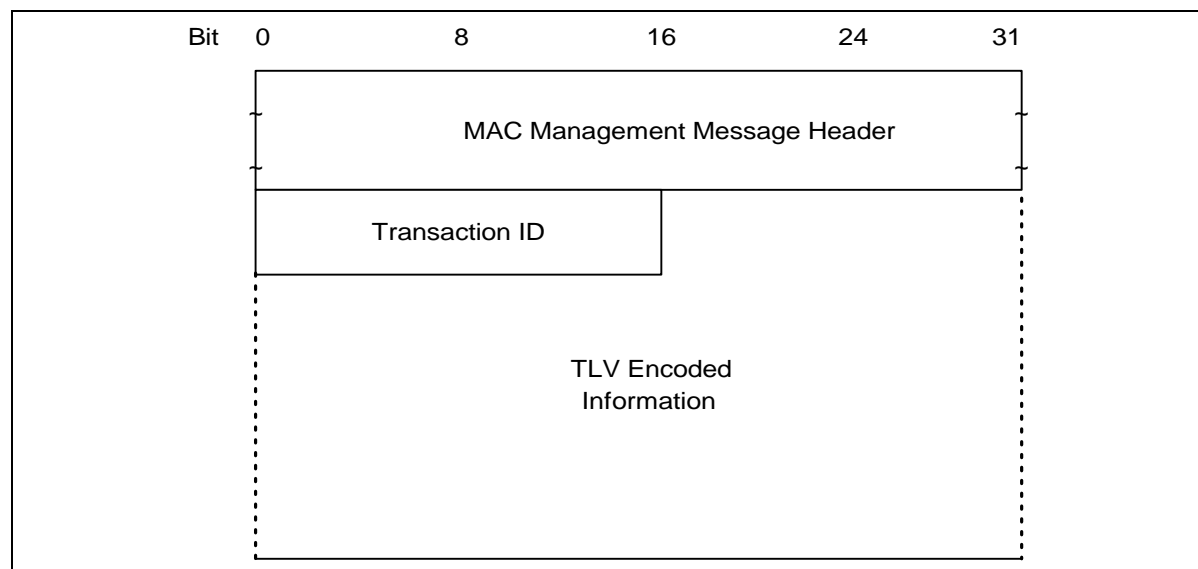 Bit 0 8 16 24 31
MAC Management Message Header
Transaction ID
TLV Encoded
Information